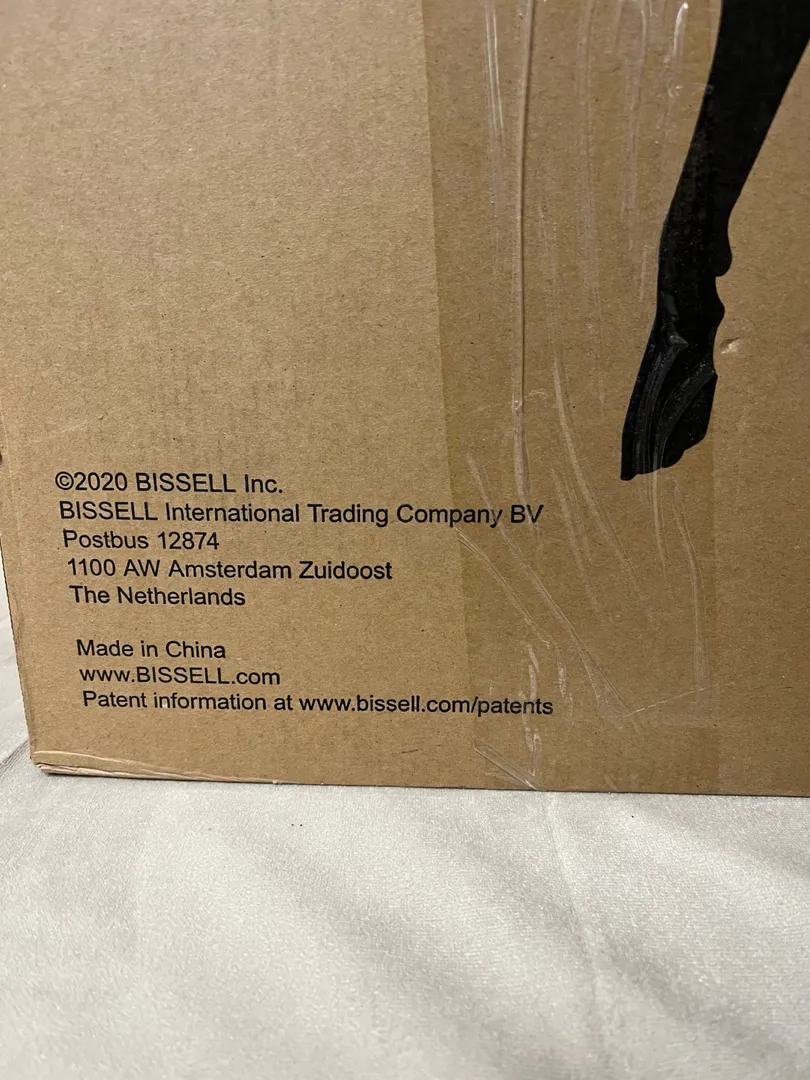 ©2020 BISSELL Inc.
BISSELL International Trading Company BV
Postbus 12874
1100 AW Amsterdam Zuidoost
The Netherlands
Made in China
www.BISSELL.com
Patent information at www.bissell.com/patents